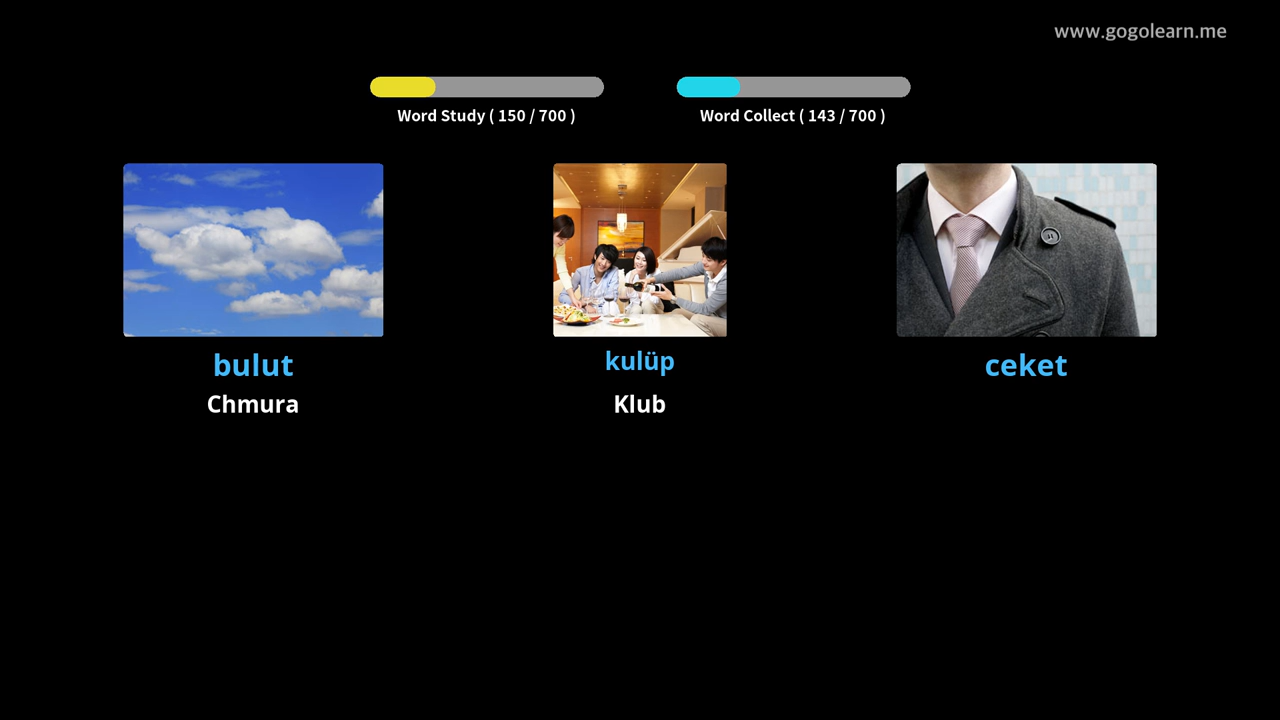 www.gogolearn.me
Word Study ( 150 / 700 )
Word Collect ( 143 / 700 )
bulut
Chmura
kulüp
Klub
ceket